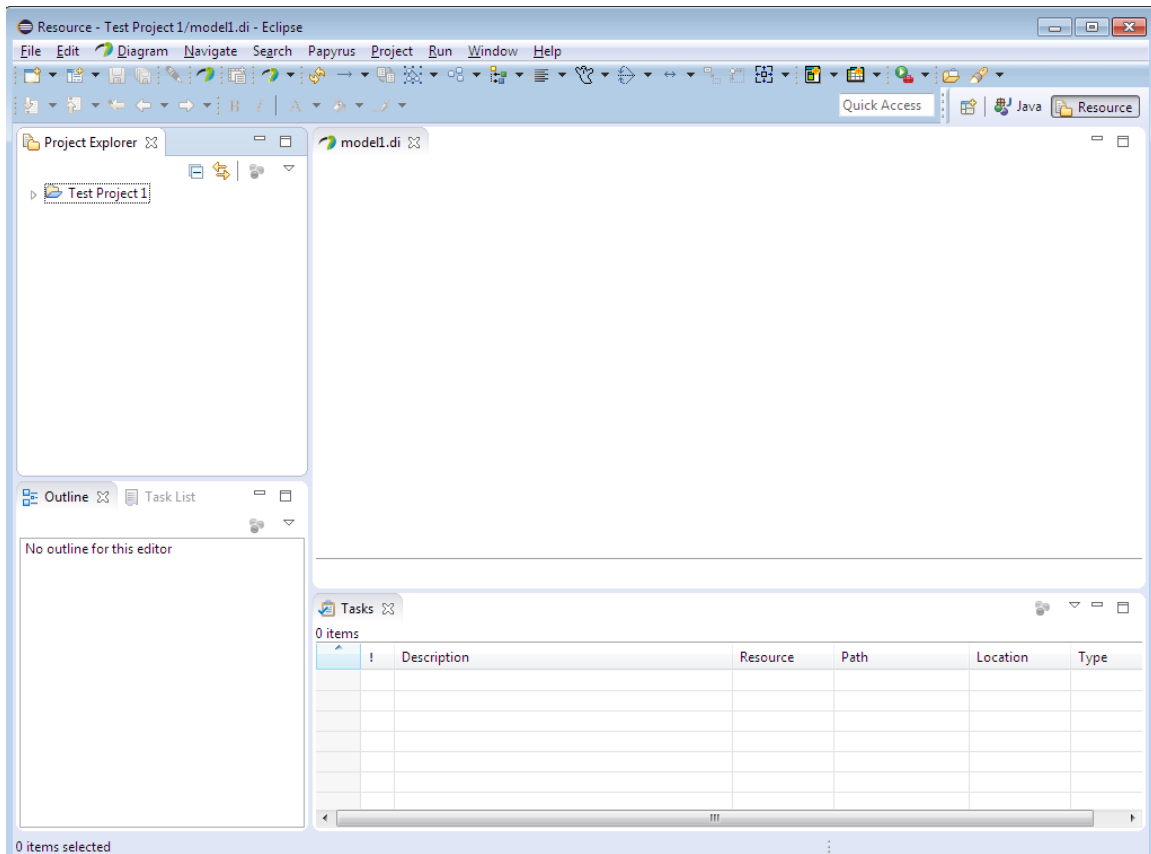 Resource - Test Project 1/model1.di - Eclipse
File Edit Diagram Navigate Search Papyrus Project Run Window Help
B I A
Quick Access Java Resource
Project Explorer
Test Project 1
model1.di
Outline Task List
No outline for this editor
Tasks
0 items
! Description Resource Path Location Type
0 items selected